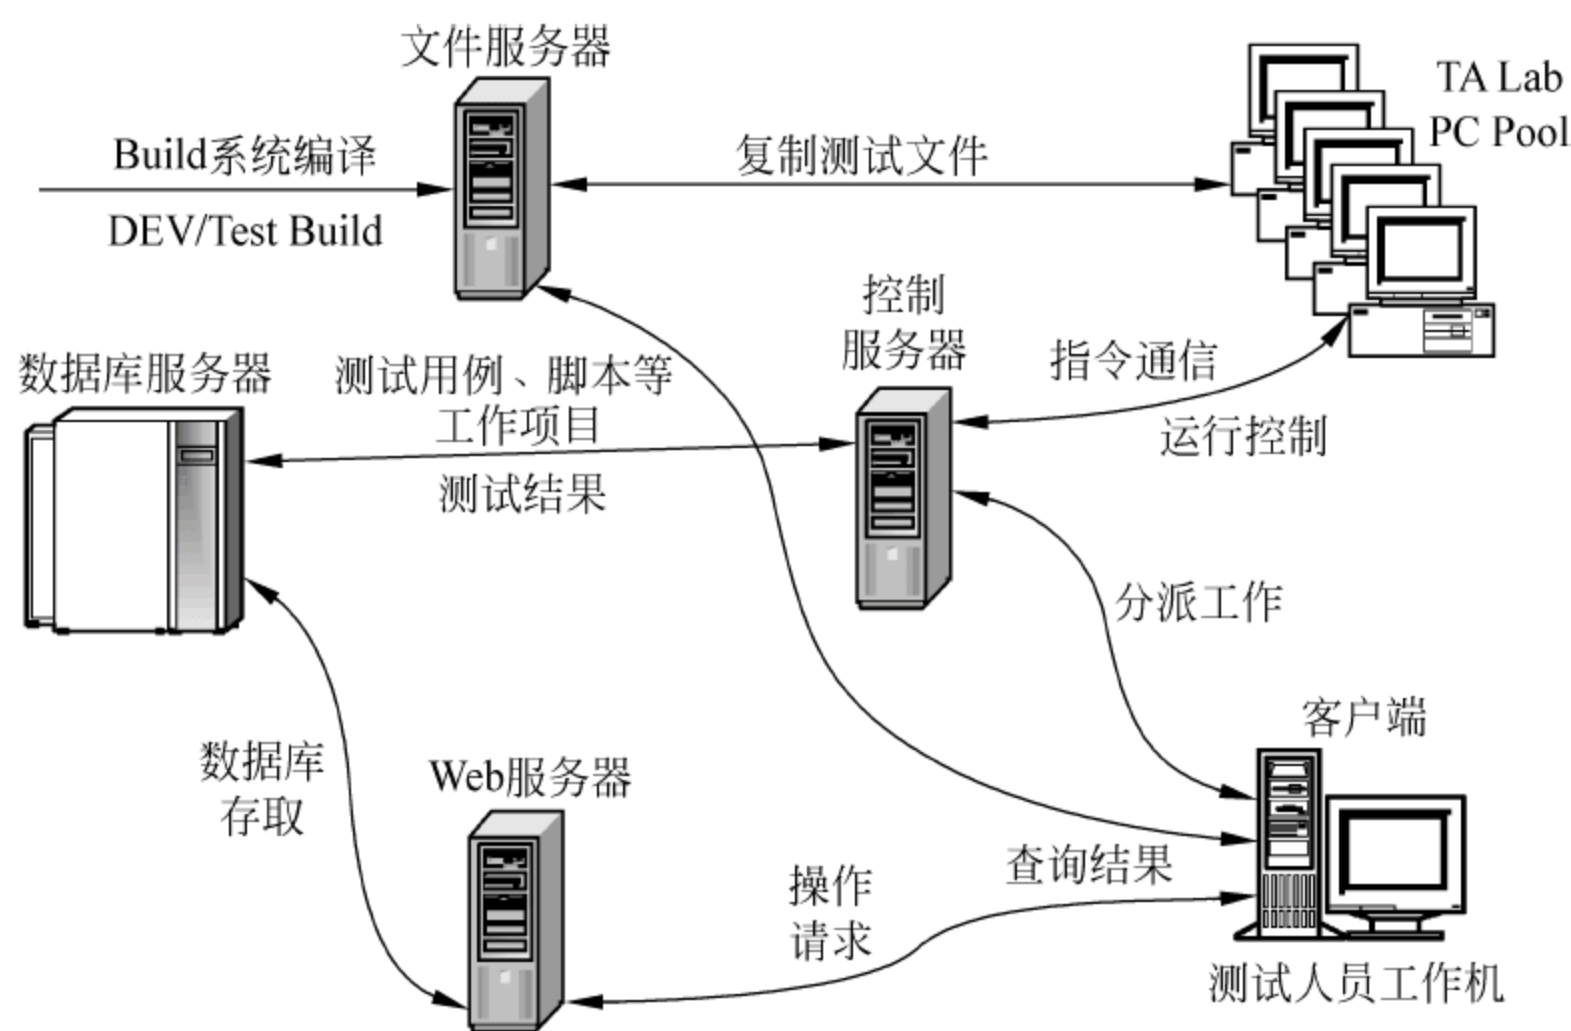 文件服务器
TA Lab
PC Pool
Build系统编译
DEV/Test Build
复制测试文件
控制
服务器
数据库服务器
测试用例、脚本等
工作项目
测试结果
指令通信
运行控制
分派工作
客户端
数据库
存取
Web服务器
操作
请求
查询结果
测试人员工作机